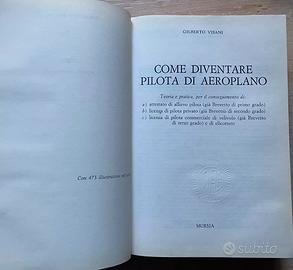 GILBERTO VISANI
COME DIVENTARE
PILOTA DI AEROPLANO
Teoria e pratica, per il conseguimento di:
a) attestato di allievo pilota (già Brevetto di primo grado)
b) licenza di pilota privato (già Brevetto di secondo grado)
c) licenza di pilota commerciale di velivolo (già Brevetto
di terzo grado) e di elicottero
Con 473 illustrazioni
MURSIA
subito